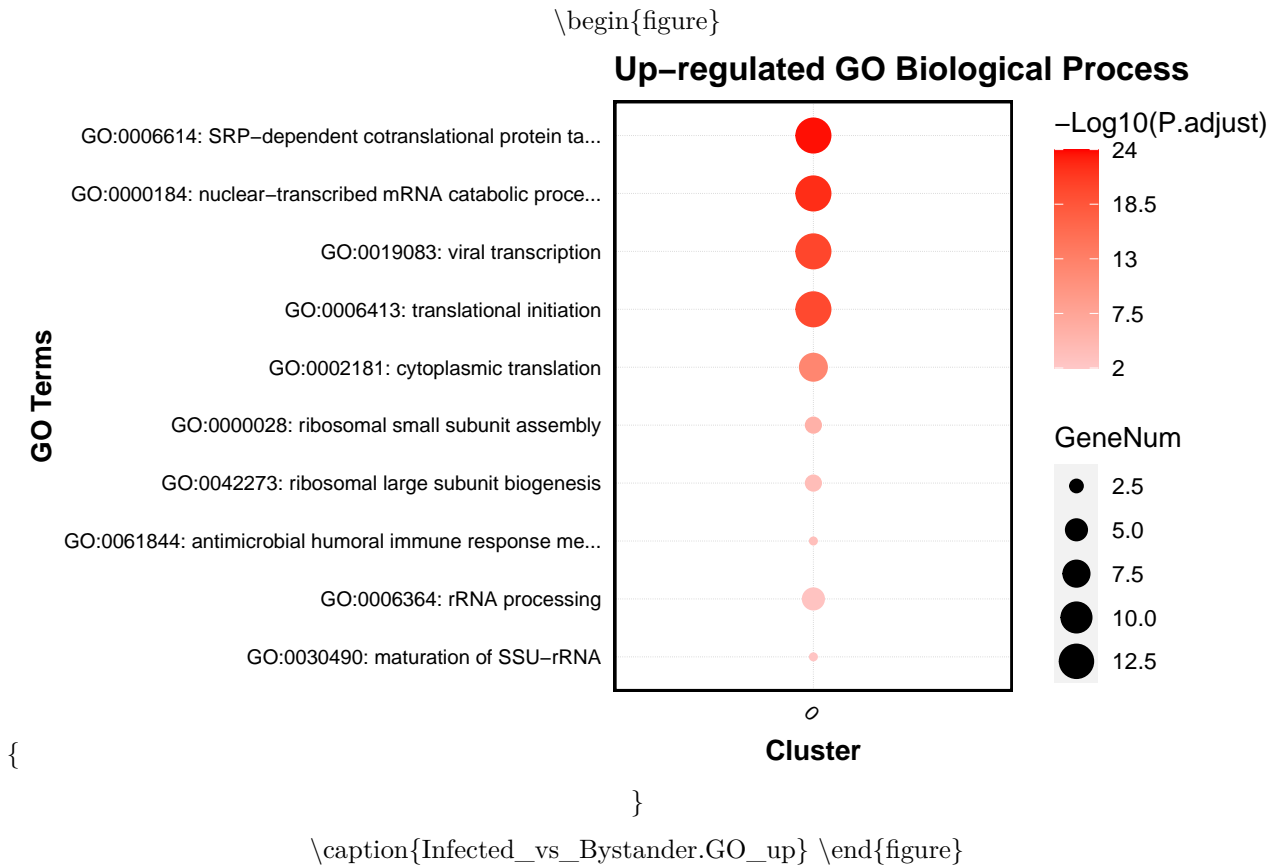 \begin{figure}
Up−regulated GO Biological Process
GO:0006614: SRP−dependent cotranslational protein ta...
GO:0000184: nuclear−transcribed mRNA catabolic proce...
GO:0019083: viral transcription
GO:0006413: translational initiation
GO:0002181: cytoplasmic translation
GO:0000028: ribosomal small subunit assembly
GO:0042273: ribosomal large subunit biogenesis
GO:0061844: antimicrobial humoral immune response me...
GO:0006364: rRNA processing
GO:0030490: maturation of SSU−rRNA
GO Terms
0
Cluster
−Log10(P.adjust)
24
18.5
13
7.5
2
GeneNum
2.5
5.0
7.5
10.0
12.5
{
}
\caption{Infected_vs_Bystander.GO_up} \end{figure}